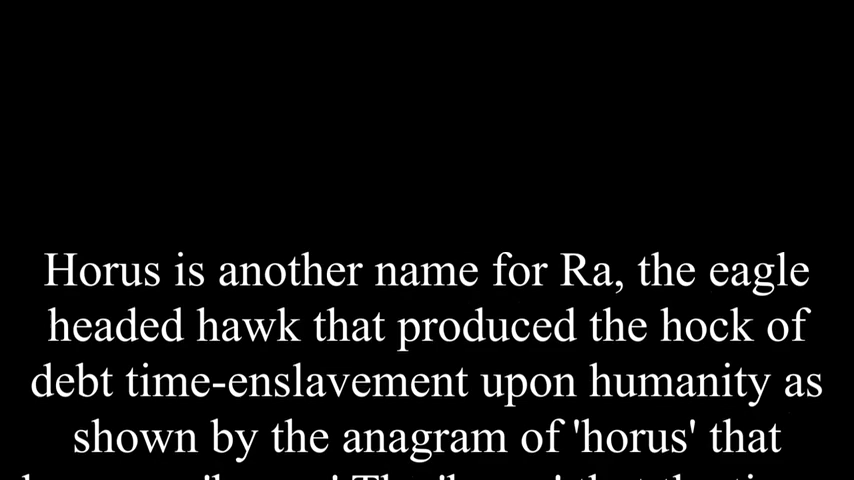 Horus is another name for Ra, the eagle
headed hawk that produced the hock of
debt time-enslavement upon humanity as
shown by the anagram of 'horus' that